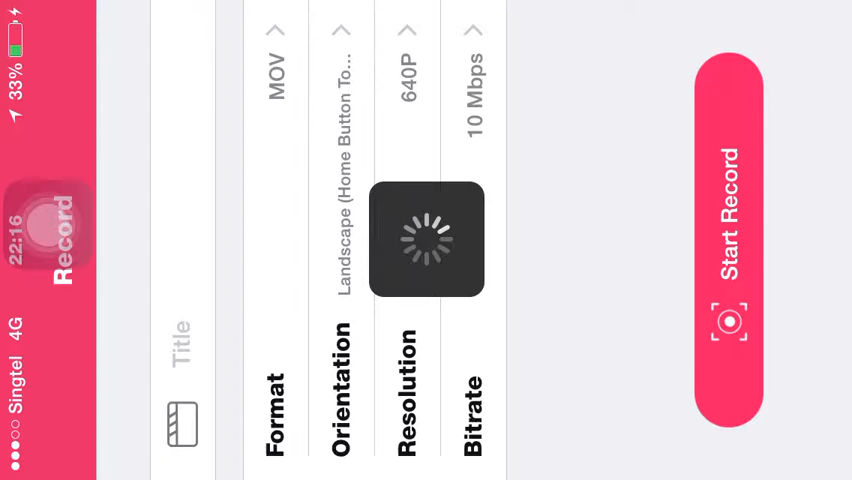 Singtel 4G 22:16 33%
Record
Title
Format MOV
Orientation Landscape (Home Button To...
Resolution 640P
Bitrate 10 Mbps
Start Record